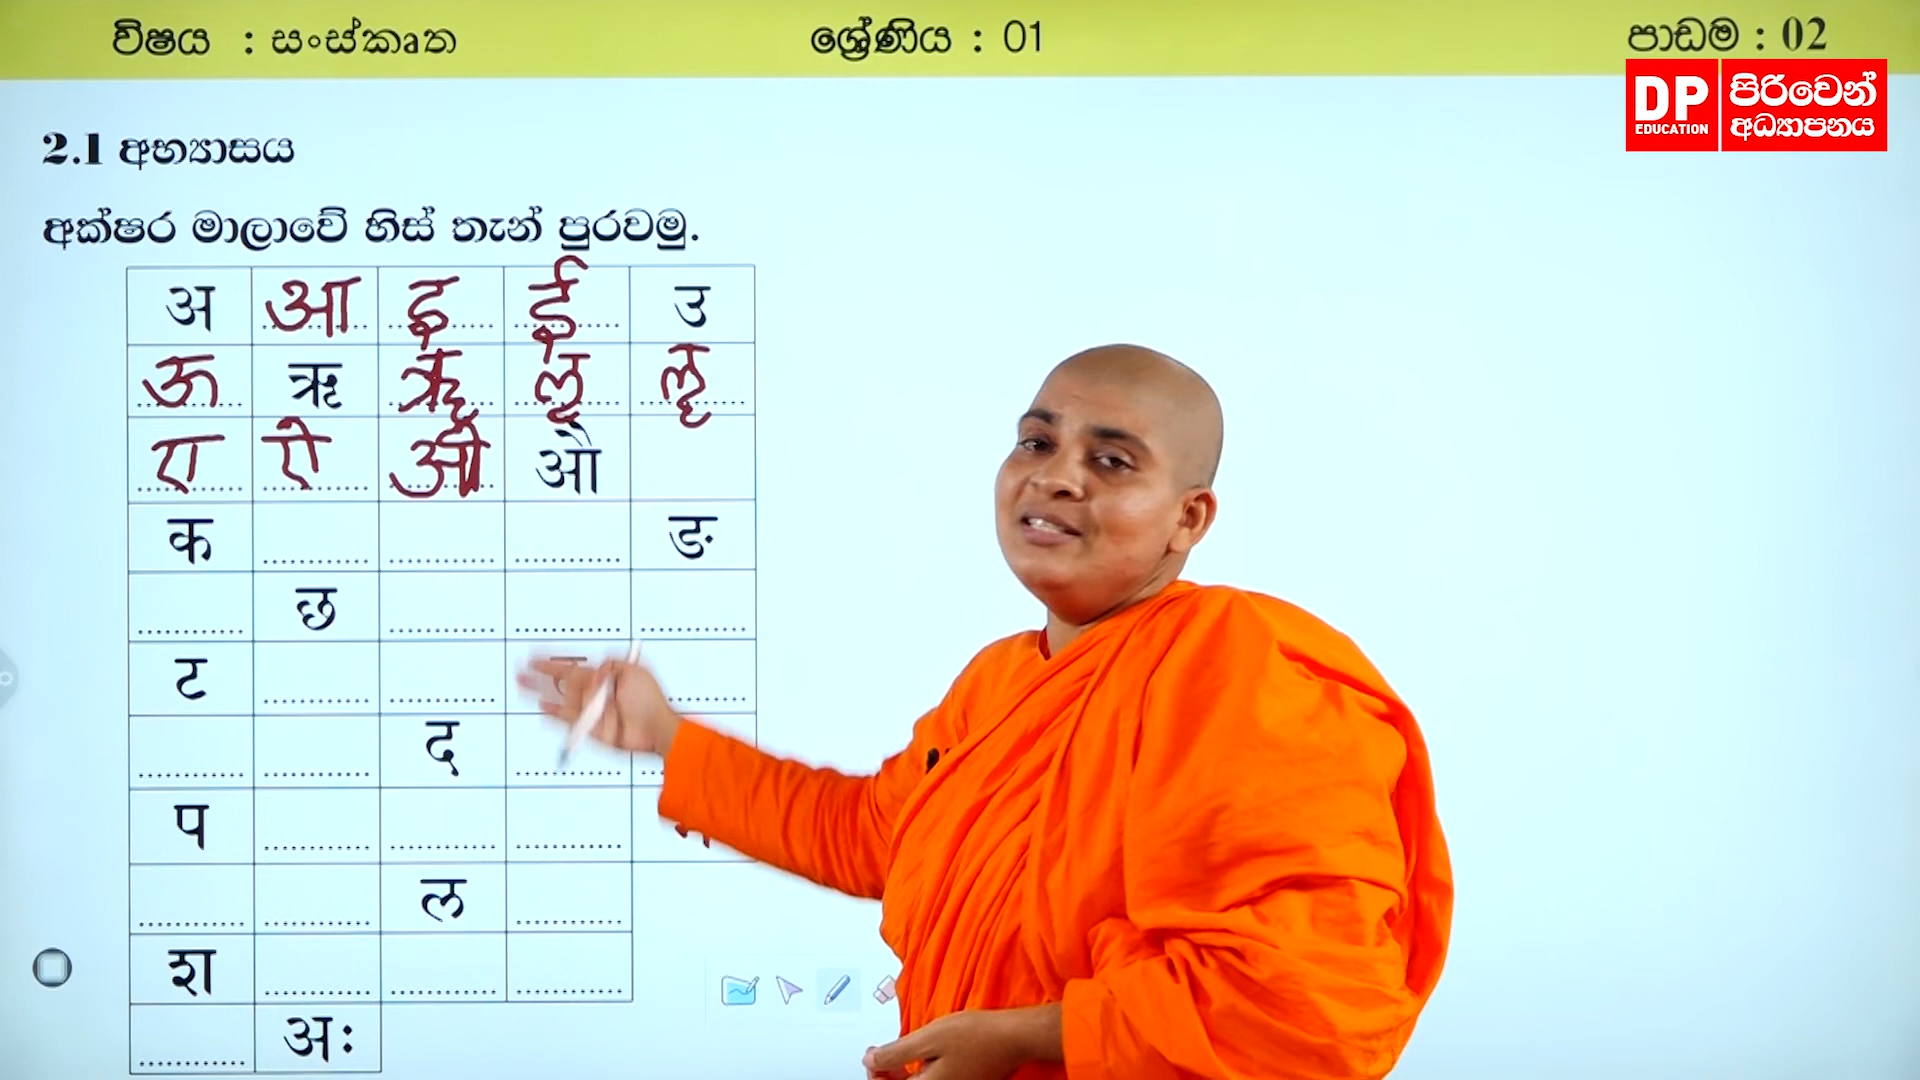 විෂය : සංස්කෘත ශ්‍රේණිය : 01 පාඩම : 02
DP EDUCATION පිරිවෙන් අධ්‍යාපනය
2.1 අභ්‍යාසය
අක්ෂර මාලාවේ හිස් තැන් පුරවමු.
अ आ इ ई उ
ऊ ऋ ॠ ऌ ॡ
ए ऐ ओ औ
क ङ
छ
ट
द
प
ल
श
अः